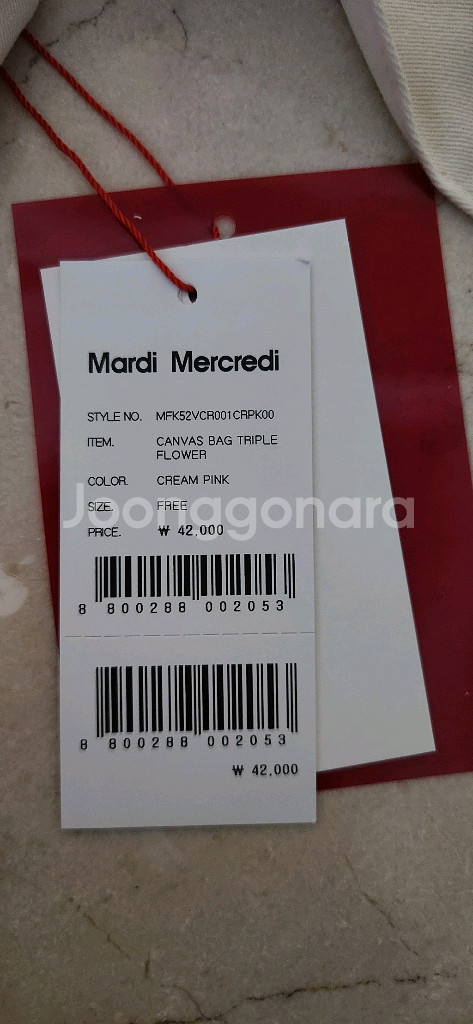 Mardi Mercredi
STYLE NO. MFK52VCR001CRPK00
ITEM. CANVAS BAG TRIPLE
FLOWER
COLOR. CREAM PINK
SIZE. FREE
Joonagonara
PRICE. ₩ 42,000
8 800288 002053
8 800288 002053
₩ 42,000